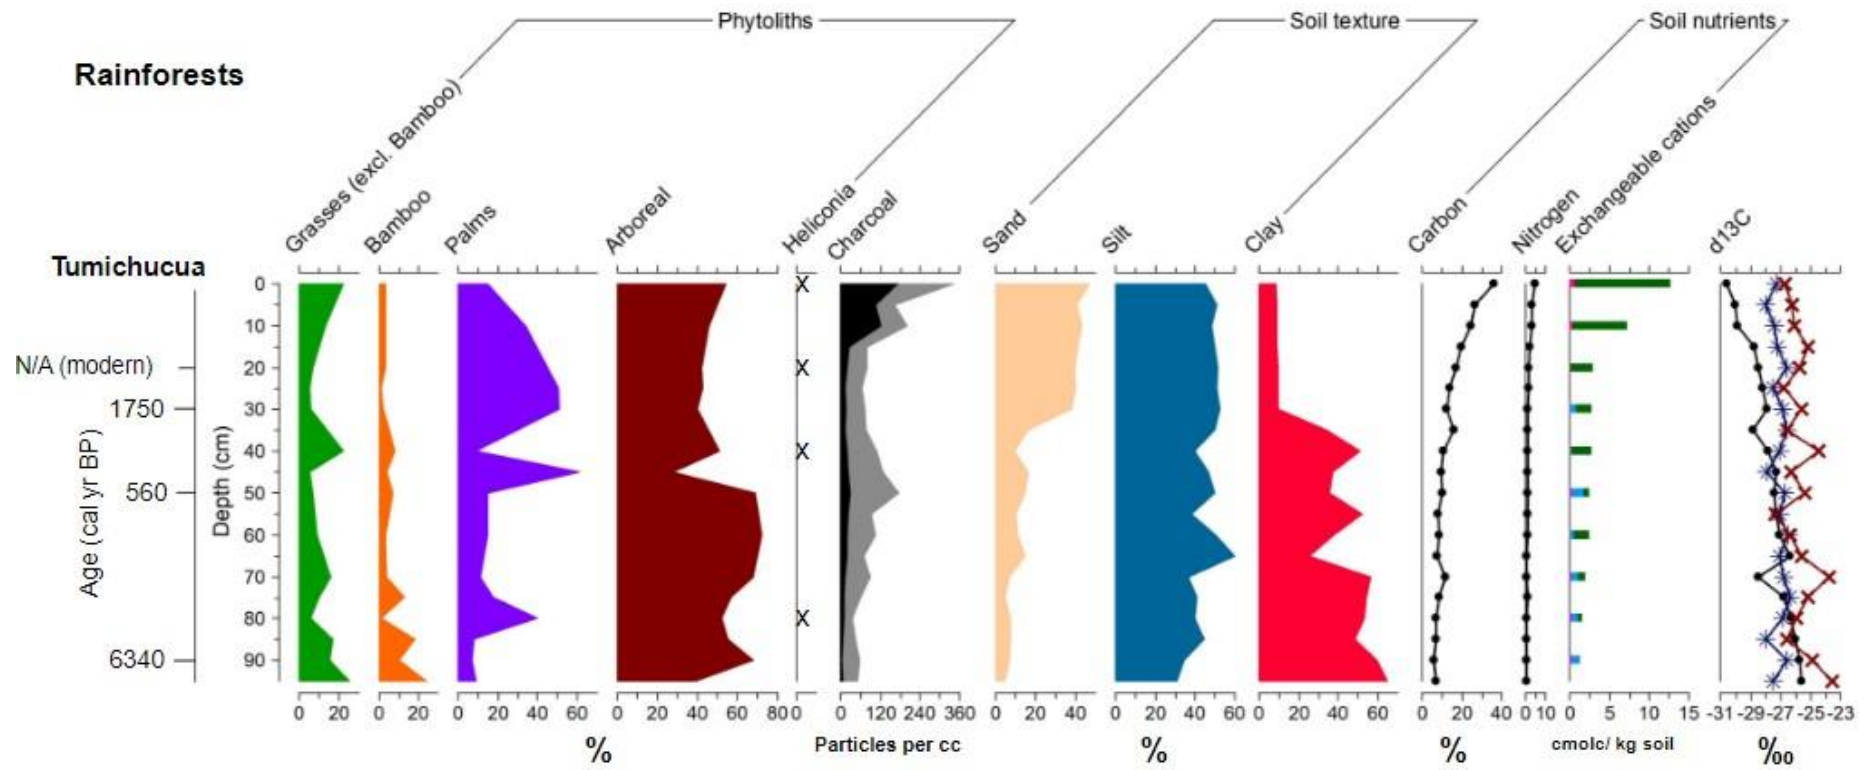 Phytoliths Soil texture Soil nutrients
Rainforests
Grasses (excl. Bamboo) Bamboo Palms Arboreal Heliconia Charcoal Sand Silt Clay Carbon Nitrogen Exchangeable cations d13C
Tumichucua
Age (cal yr BP)
N/A (modern)
1750
560
6340
Depth (cm)
0 X
10
20 X
30
40 X
50
60
70
80 X
90
0 20 0 20 0 20 40 60 0 20 40 60 80 0 0 120 240 360 0 20 40 0 20 40 60 0 20 40 60 0 20 40 0 10 0 5 10 15 -31 -29 -27 -25 -23
% Particles per cc % % cmolc/ kg soil ‰